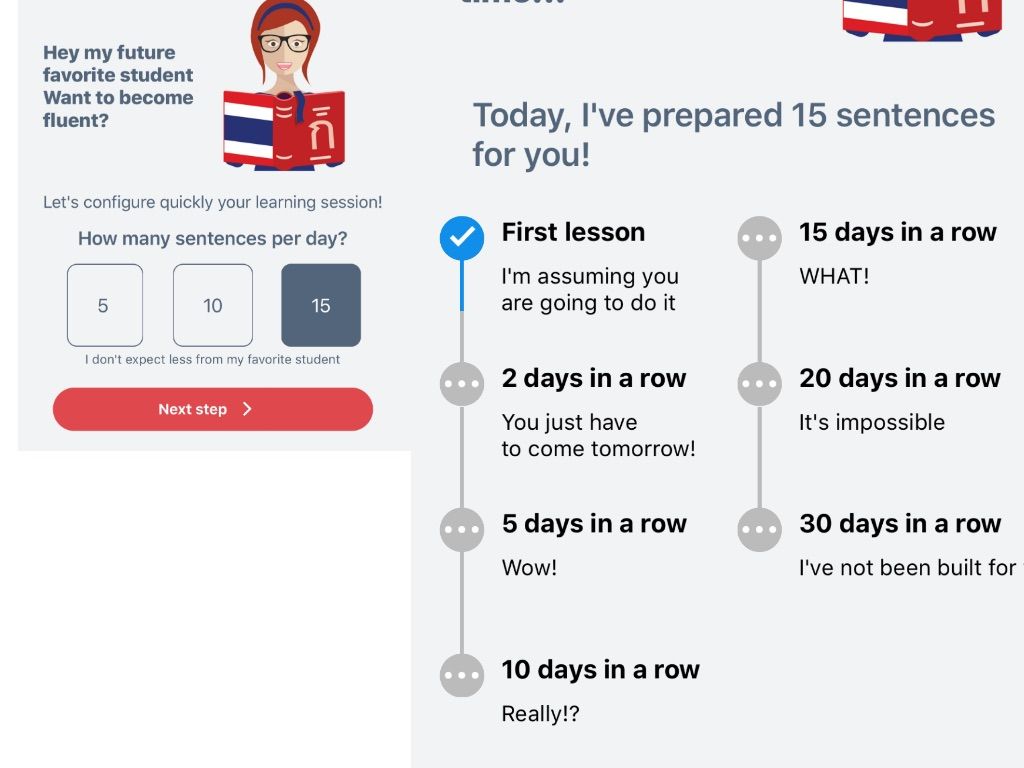 Hey my future
favorite student
Want to become
fluent?
ก
Let's configure quickly your learning session!
How many sentences per day?
5
10
15
I don't expect less from my favorite student
Next step
Today, I've prepared 15 sentences
for you!
First lesson
I'm assuming you
are going to do it
2 days in a row
You just have
to come tomorrow!
5 days in a row
Wow!
10 days in a row
Really!?
15 days in a row
WHAT!
20 days in a row
It's impossible
30 days in a row
I've not been built for